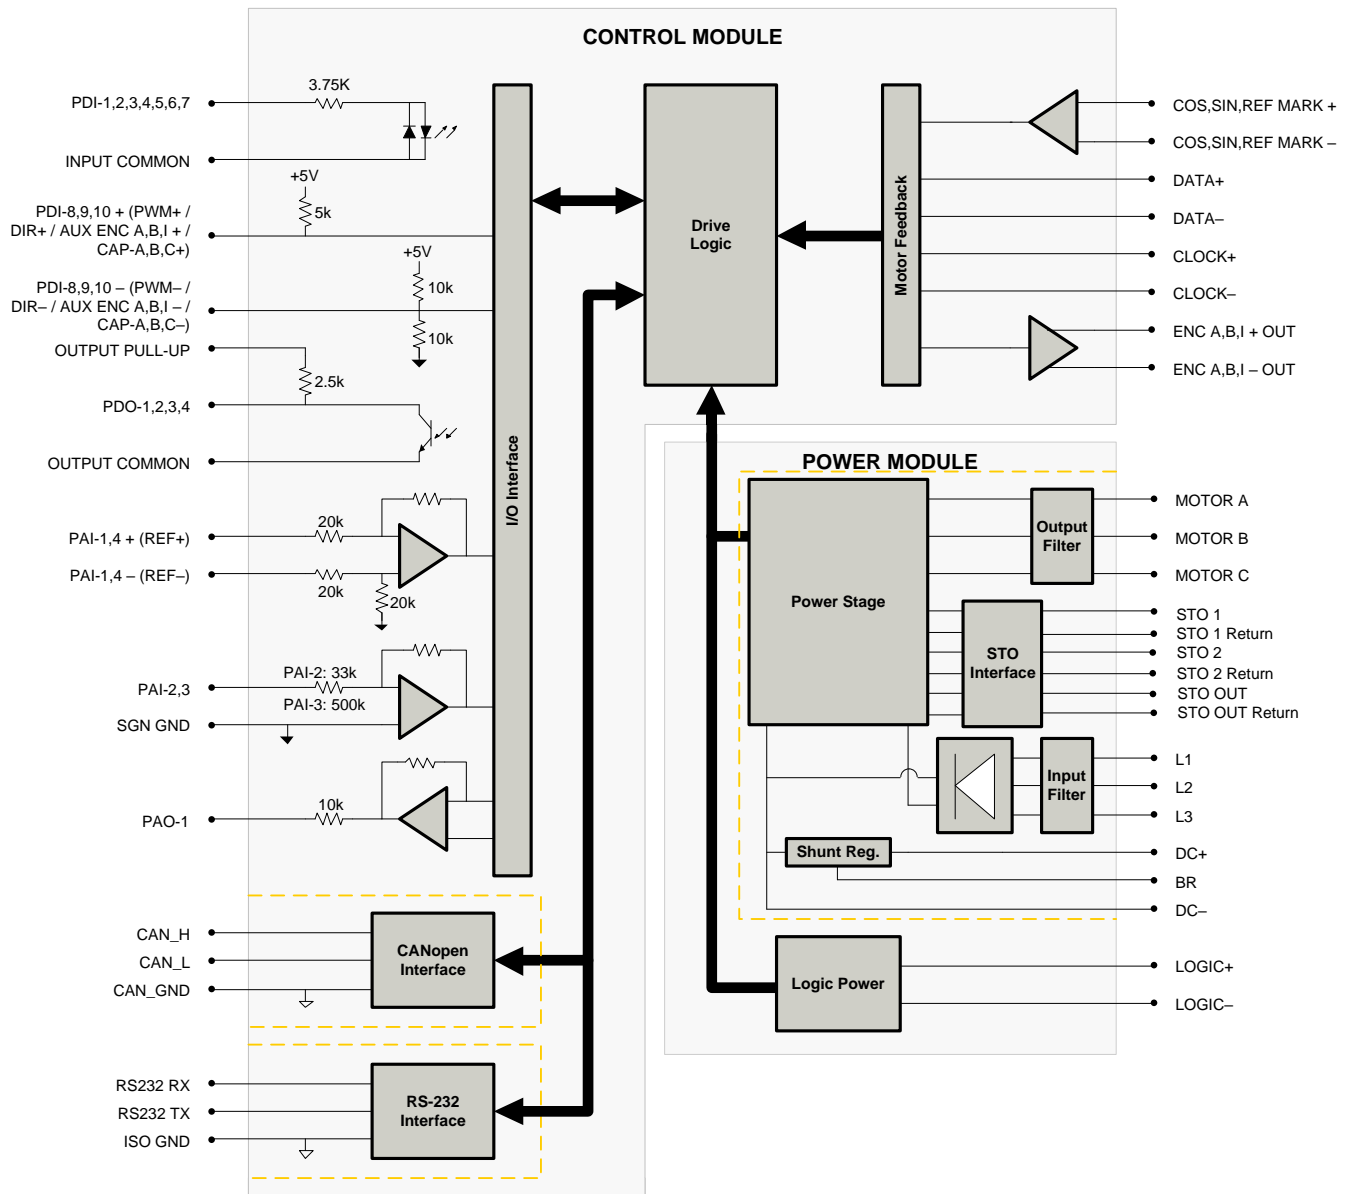 CONTROL MODULE
PDI-1,2,3,4,5,6,7
3.75K
INPUT COMMON
+5V
5k
PDI-8,9,10 + (PWM+ /
DIR+ / AUX ENC A,B,I + /
CAP-A,B,C+)
+5V
10k
10k
PDI-8,9,10 – (PWM– /
DIR– / AUX ENC A,B,I – /
CAP-A,B,C–)
OUTPUT PULL-UP
2.5k
PDO-1,2,3,4
OUTPUT COMMON
PAI-1,4 + (REF+)
20k
PAI-1,4 – (REF–)
20k
20k
PAI-2,3
PAI-2: 33k
PAI-3: 500k
SGN GND
PAO-1
10k
I/O Interface
CAN_H
CAN_L
CAN_GND
CANopen
Interface
RS232 RX
RS232 TX
ISO GND
RS-232
Interface
Drive
Logic
Motor Feedback
COS,SIN,REF MARK +
COS,SIN,REF MARK –
DATA+
DATA–
CLOCK+
CLOCK–
ENC A,B,I + OUT
ENC A,B,I – OUT
POWER MODULE
Power Stage
Output
Filter
MOTOR A
MOTOR B
MOTOR C
STO
Interface
STO 1
STO 1 Return
STO 2
STO 2 Return
STO OUT
STO OUT Return
Input
Filter
L1
L2
L3
Shunt Reg.
DC+
BR
DC–
Logic Power
LOGIC+
LOGIC–